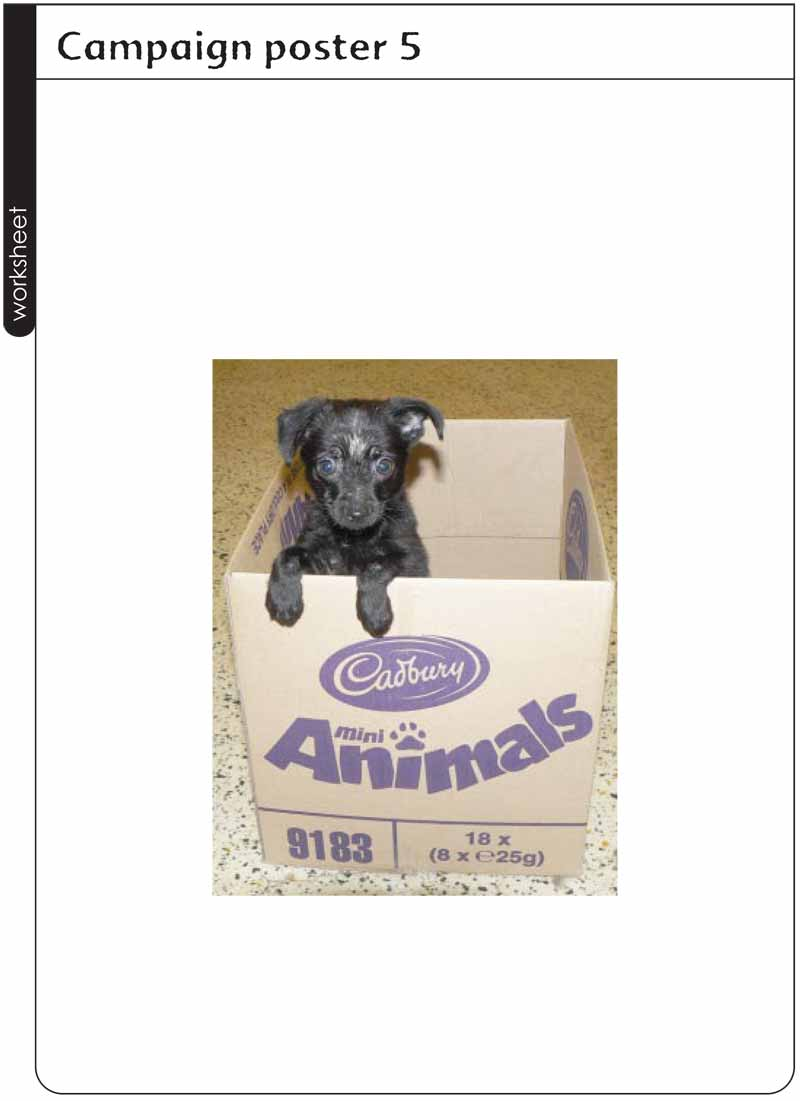 Campaign poster 5
worksheet
Cadbury
mini
Animals
9183
18 x
(8 x ℮25g)